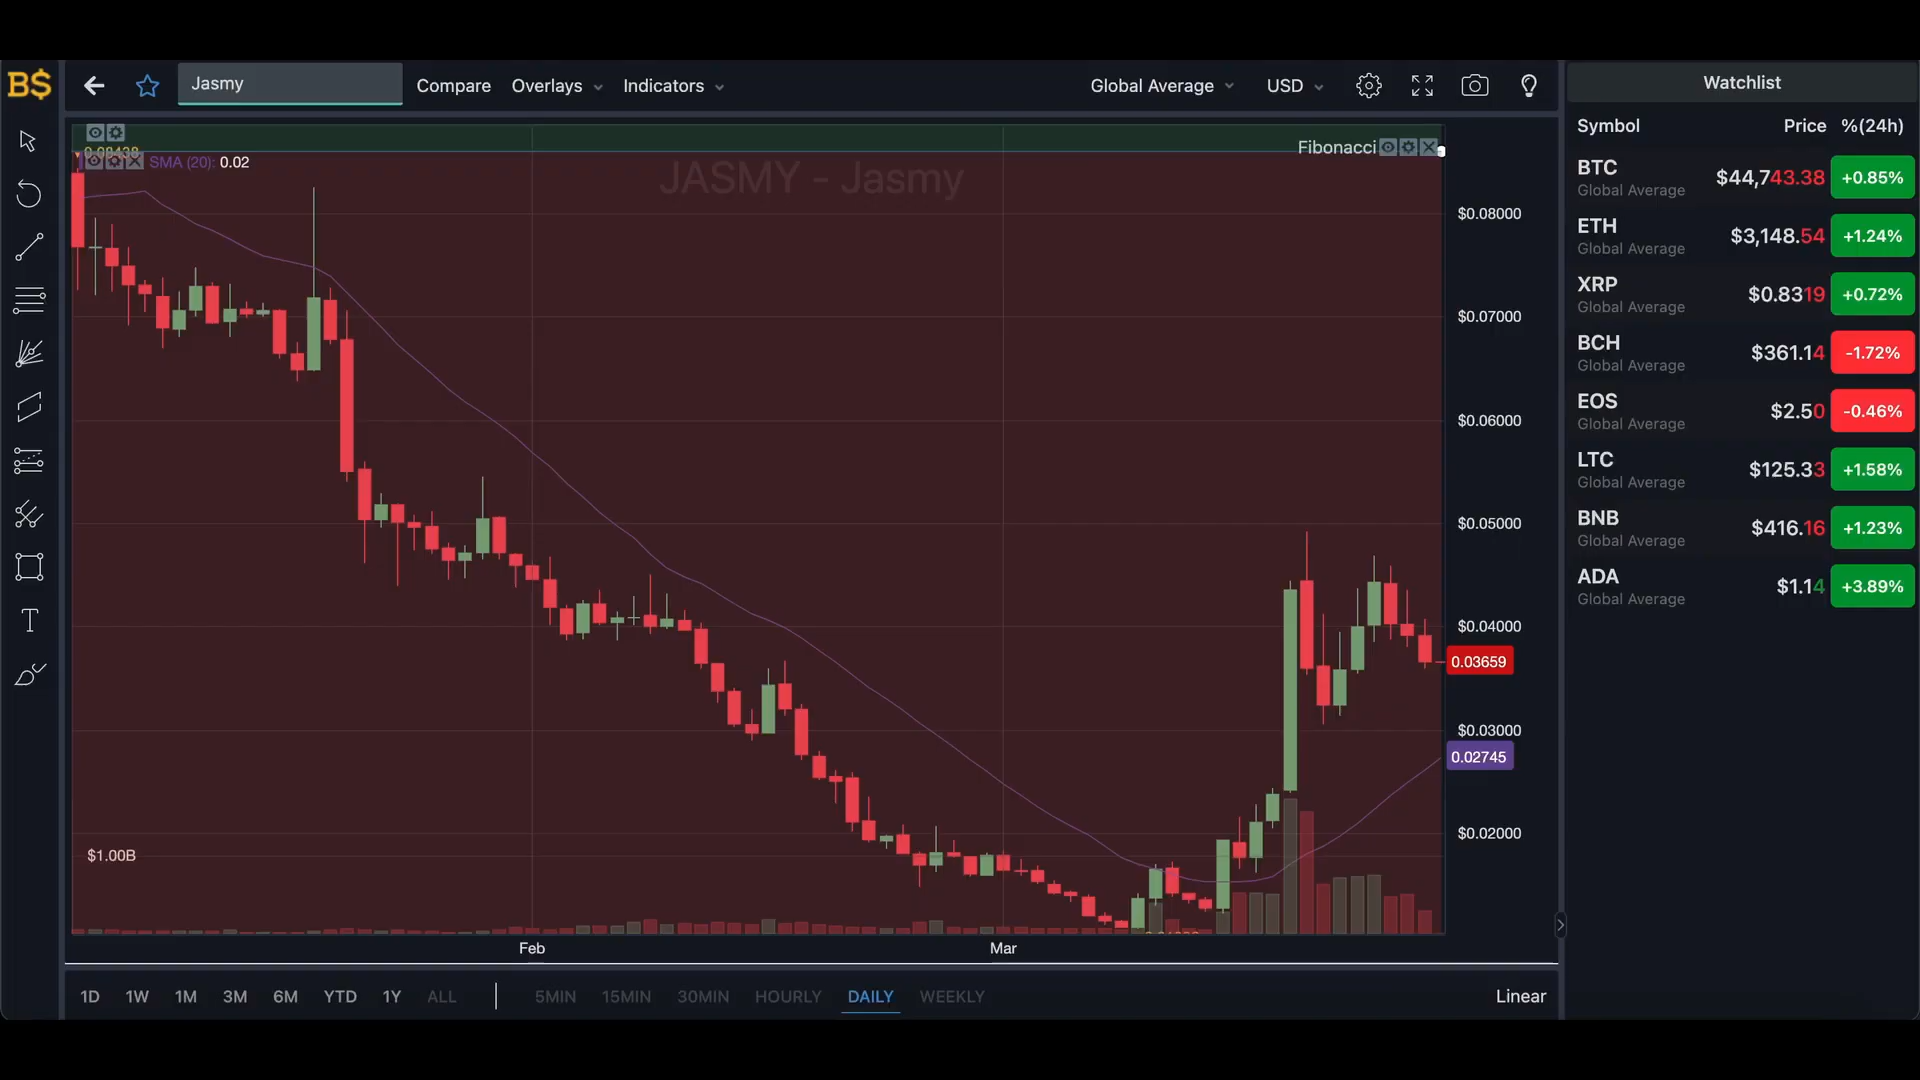 B$
Jasmy
Compare
Overlays
Indicators
Global Average
USD
Watchlist
Symbol Price %(24h)
BTC $44,743.38 +0.85%
Global Average
ETH $3,148.54 +1.24%
Global Average
XRP $0.8319 +0.72%
Global Average
BCH $361.14 -1.72%
Global Average
EOS $2.50 -0.46%
Global Average
LTC $125.33 +1.58%
Global Average
BNB $416.16 +1.23%
Global Average
ADA $1.14 +3.89%
Global Average
Fibonacci
SMA (20): 0.02
JASMY - Jasmy
$0.08000
$0.07000
$0.06000
$0.05000
$0.04000
0.03659
$0.03000
0.02745
$0.02000
$1.00B
Feb
Mar
T
1D 1W 1M 3M 6M YTD 1Y ALL 5MIN 15MIN 30MIN HOURLY DAILY WEEKLY Linear